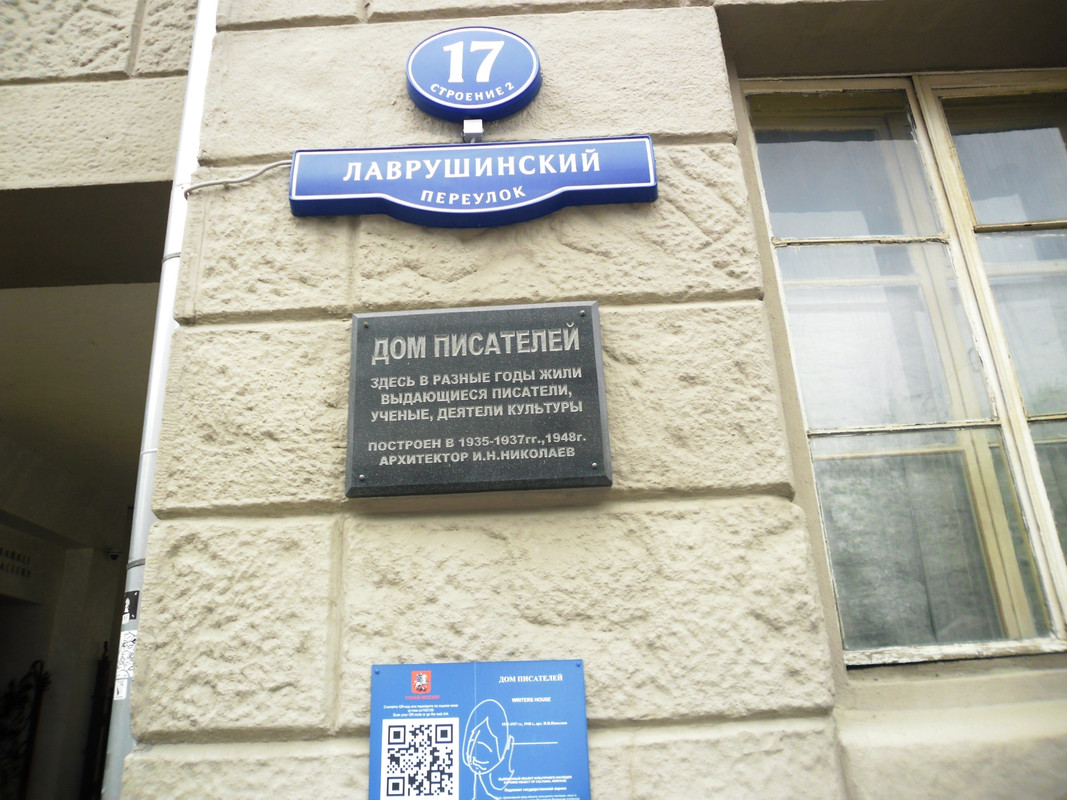 17
СТРОЕНИЕ 2
ЛАВРУШИНСКИЙ
ПЕРЕУЛОК
ДОМ ПИСАТЕЛЕЙ
ЗДЕСЬ В РАЗНЫЕ ГОДЫ ЖИЛИ
ВЫДАЮЩИЕСЯ ПИСАТЕЛИ,
УЧЕНЫЕ, ДЕЯТЕЛИ КУЛЬТУРЫ
ПОСТРОЕН В 1935-1937гг.,1948г.
АРХИТЕКТОР И.Н.НИКОЛАЕВ
ДОМ ПИСАТЕЛЕЙ
WRITERS HOUSE